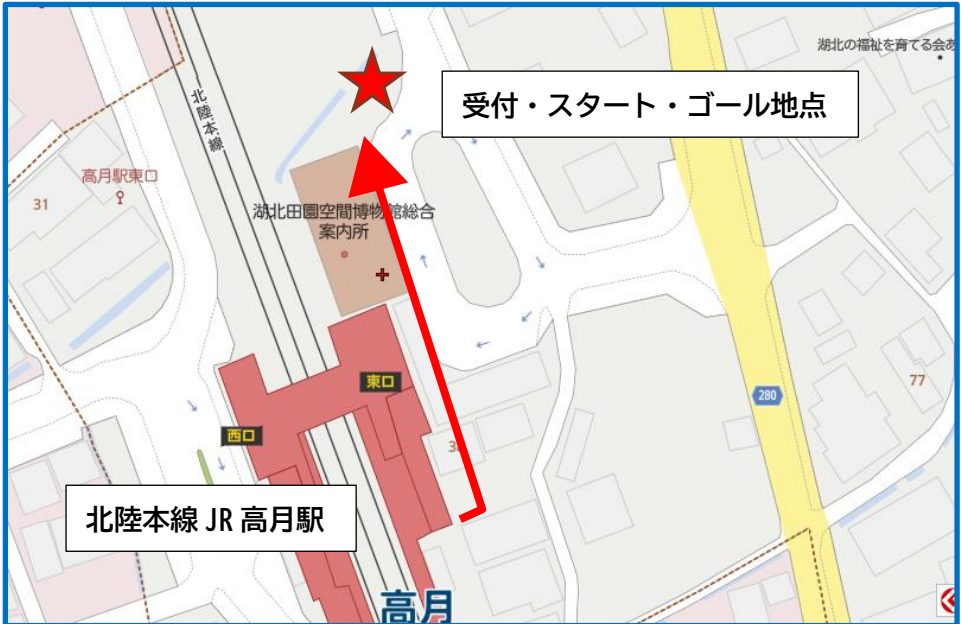 湖北の福祉を育てる会あ
受付・スタート・ゴール地点
北陸本線
高月駅東口
31
湖北田園空間博物館総合
案内所
東口
280
77
西口
北陸本線 JR 高月駅
高月